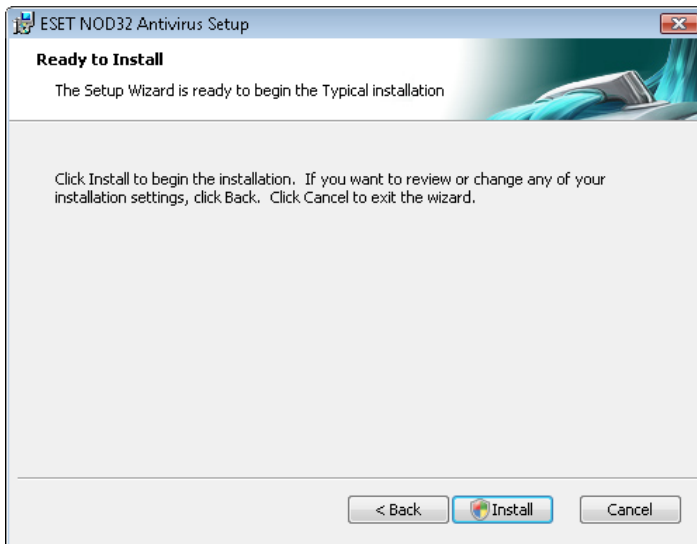 ESET NOD32 Antivirus Setup
Ready to Install
The Setup Wizard is ready to begin the Typical installation
Click Install to begin the installation. If you want to review or change any of your
installation settings, click Back. Click Cancel to exit the wizard.
< Back Install Cancel